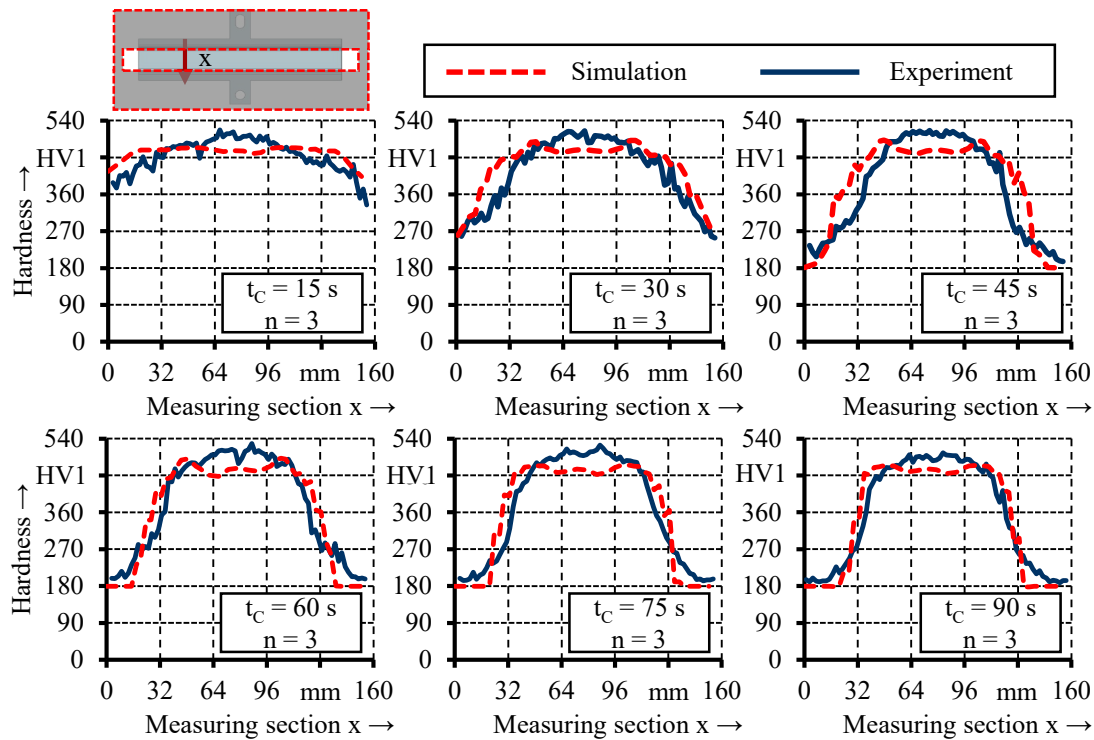 x
Simulation
Experiment
Hardness →
540
HV1
360
270
180
90
0
t_C = 15 s
n = 3
0 32 64 96 mm 160
Measuring section x →
540
HV1
360
270
180
90
0
t_C = 30 s
n = 3
0 32 64 96 mm 160
Measuring section x →
540
HV1
360
270
180
90
0
t_C = 45 s
n = 3
0 32 64 96 mm 160
Measuring section x →
Hardness →
540
HV1
360
270
180
90
0
t_C = 60 s
n = 3
0 32 64 96 mm 160
Measuring section x →
540
HV1
360
270
180
90
0
t_C = 75 s
n = 3
0 32 64 96 mm 160
Measuring section x →
540
HV1
360
270
180
90
0
t_C = 90 s
n = 3
0 32 64 96 mm 160
Measuring section x →